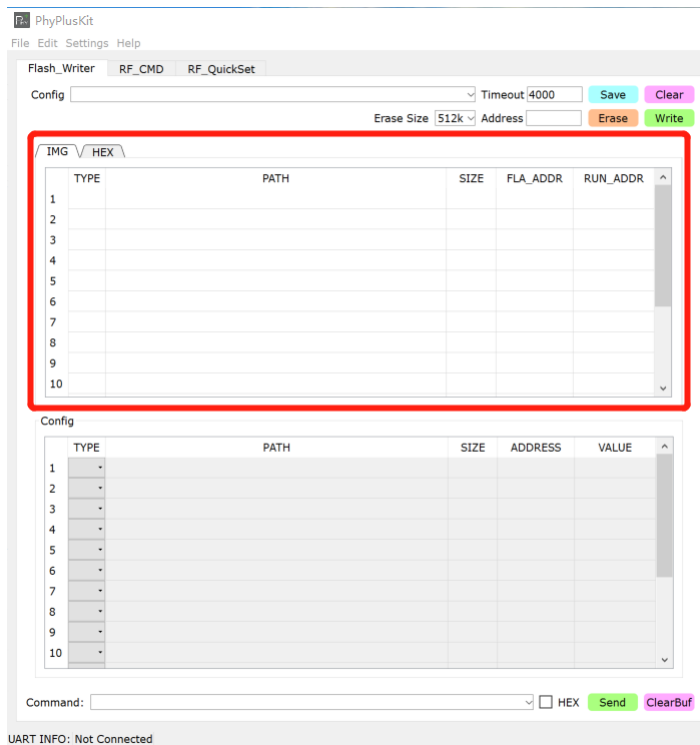 PhyPlusKit
File Edit Settings Help
Flash_Writer RF_CMD RF_QuickSet
Config Timeout 4000 Save Clear
Erase Size 512k Address Erase Write
IMG HEX
TYPE PATH SIZE FLA_ADDR RUN_ADDR
1
2
3
4
5
6
7
8
9
10
Config
TYPE PATH SIZE ADDRESS VALUE
1
2
3
4
5
6
7
8
9
10
Command: HEX Send ClearBuf
UART INFO: Not Connected